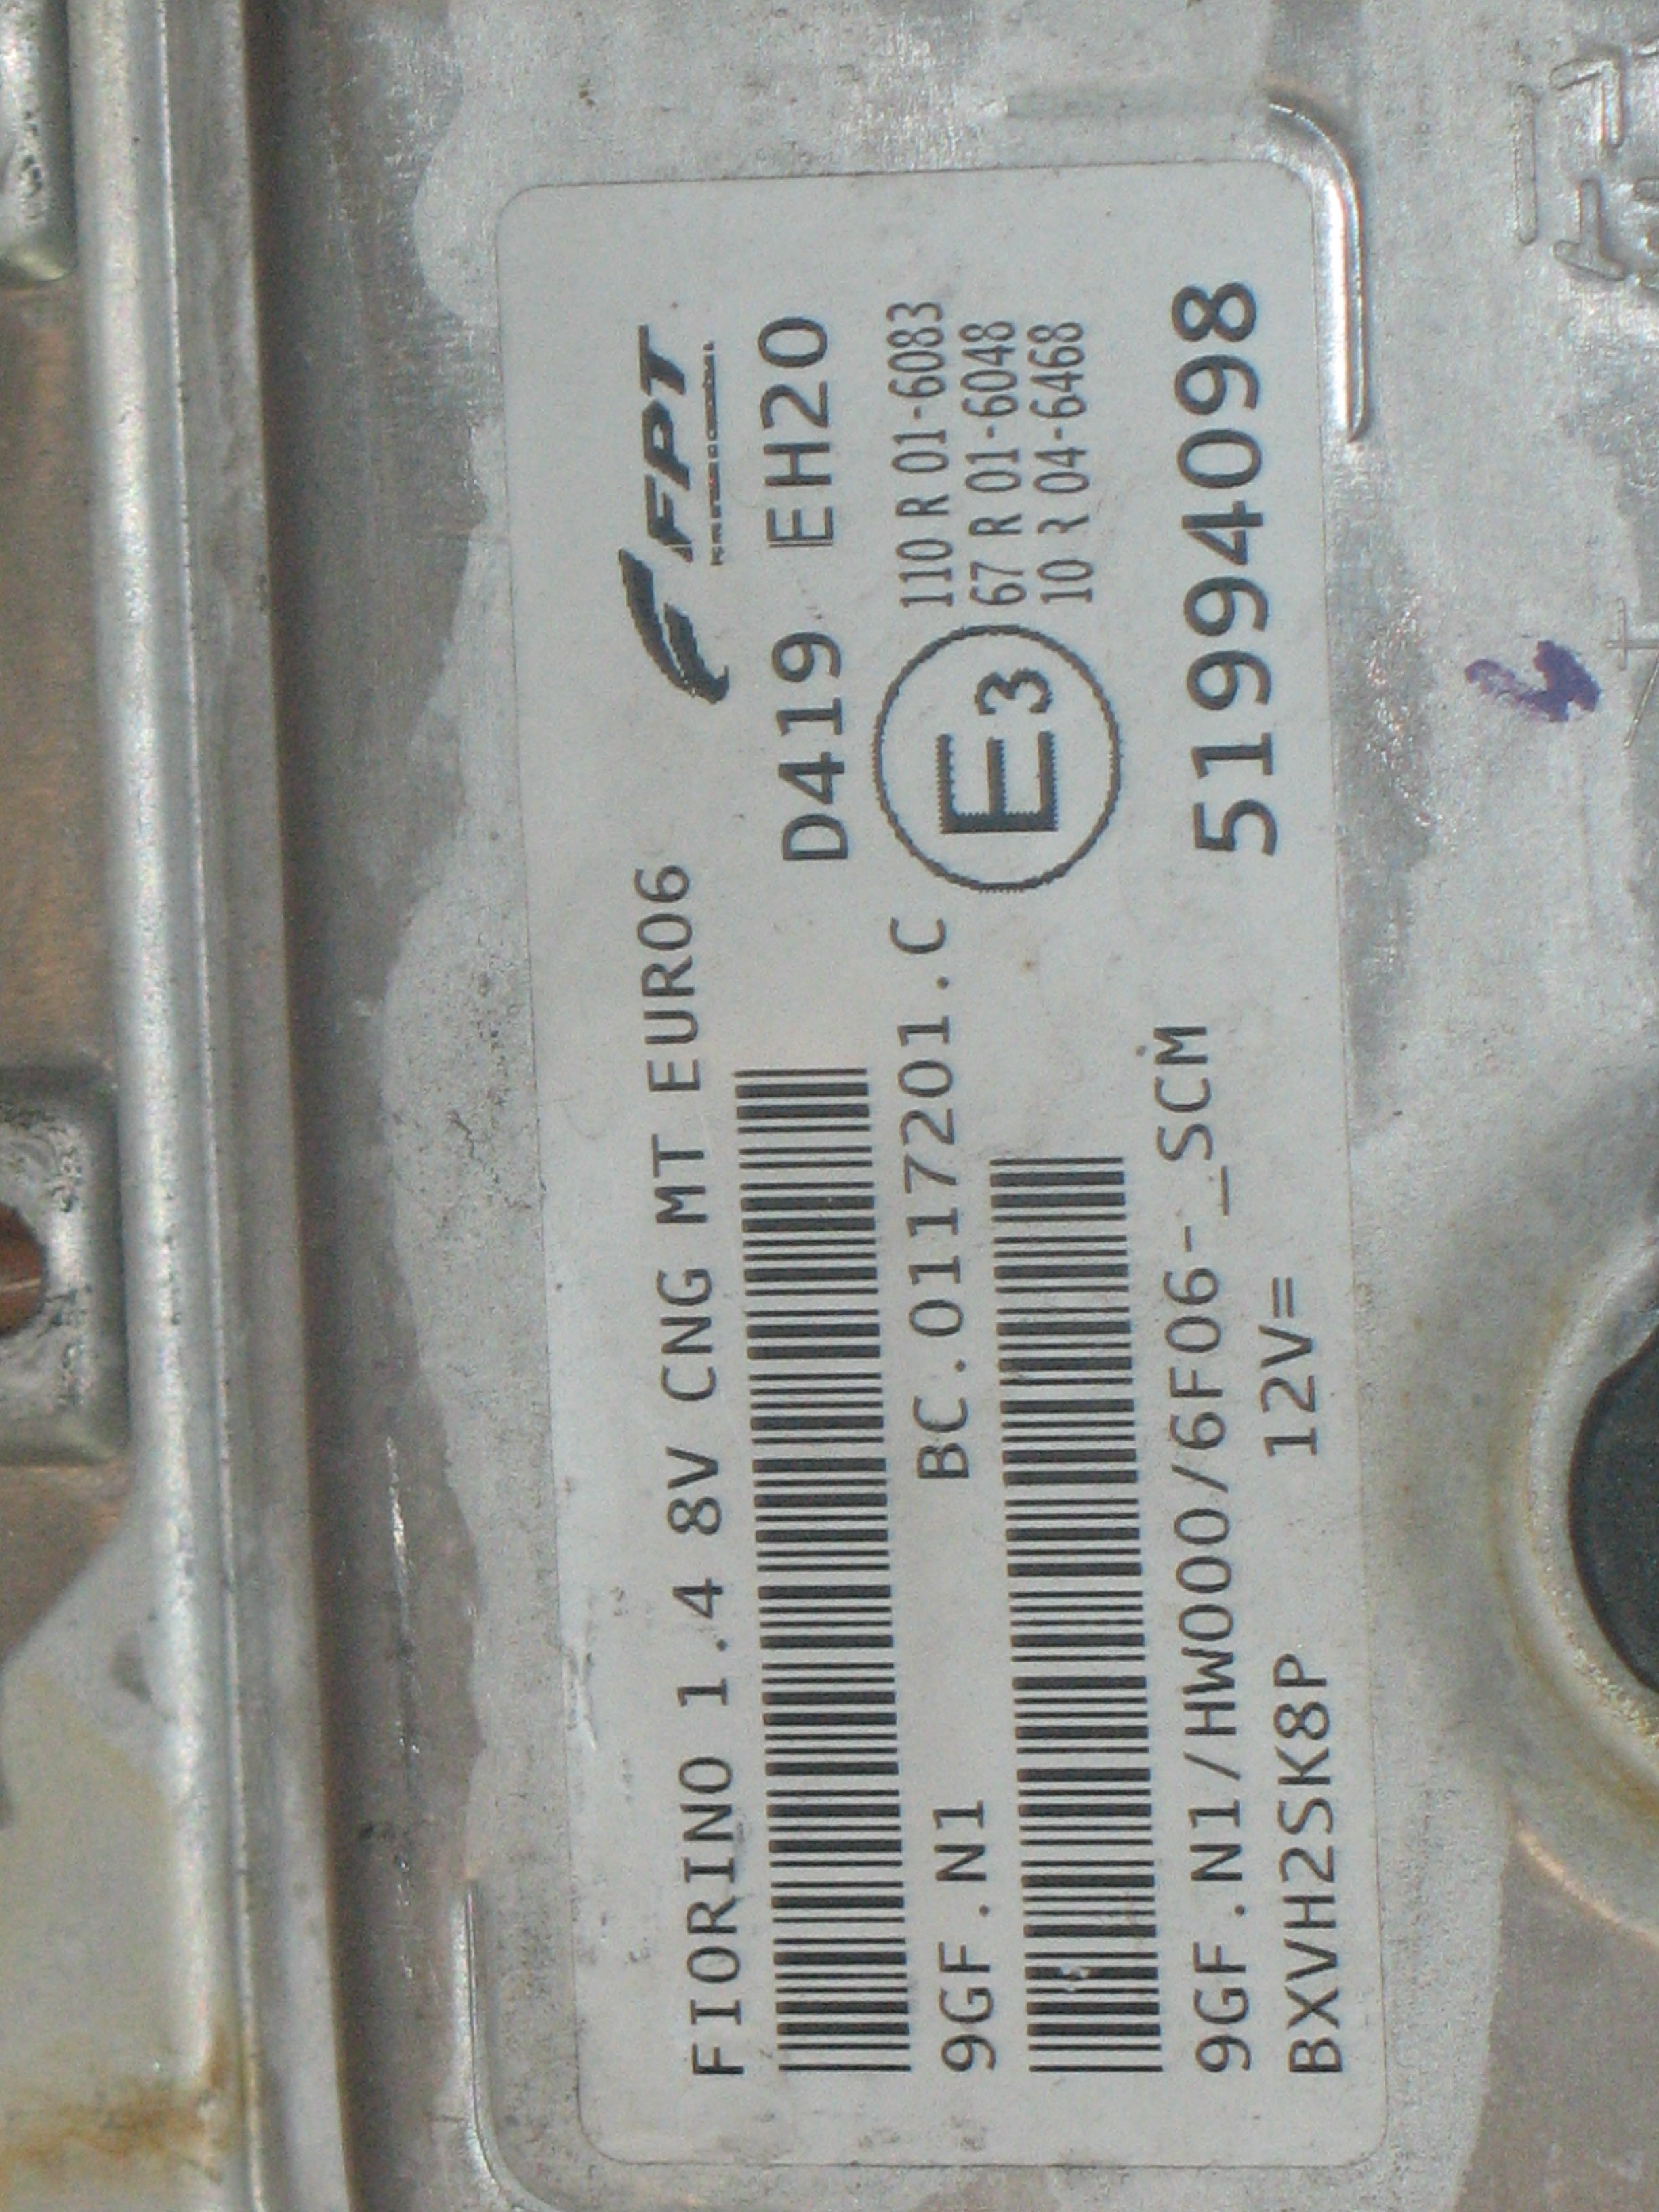 FIORINO 1.4 8V CNG MT EURO6
FPT
D419 EH20
9GF.N1 BC.0117201.C
E3
110 R 01-6083
67 R 01-6048
10 R 04-6468
9GF.N1/HW000/6F06-_SCM
51994098
BXVH2SK8P 12V=